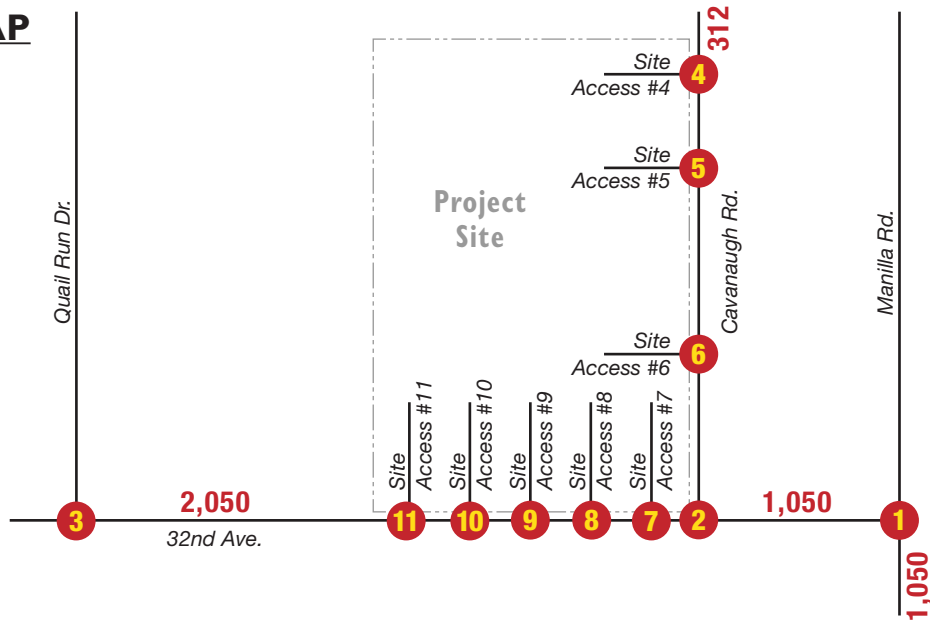 AP
312
Site
Access #4
4
Site
Access #5
5
Project
Site
Quail Run Dr.
Cavanaugh Rd.
Manilla Rd.
Site
Access #6
6
Site
Access #11
Site
Access #10
Site
Access #9
Site
Access #8
Site
Access #7
2,050
1,050
3
11
10
9
8
7
2
1
32nd Ave.
1,050